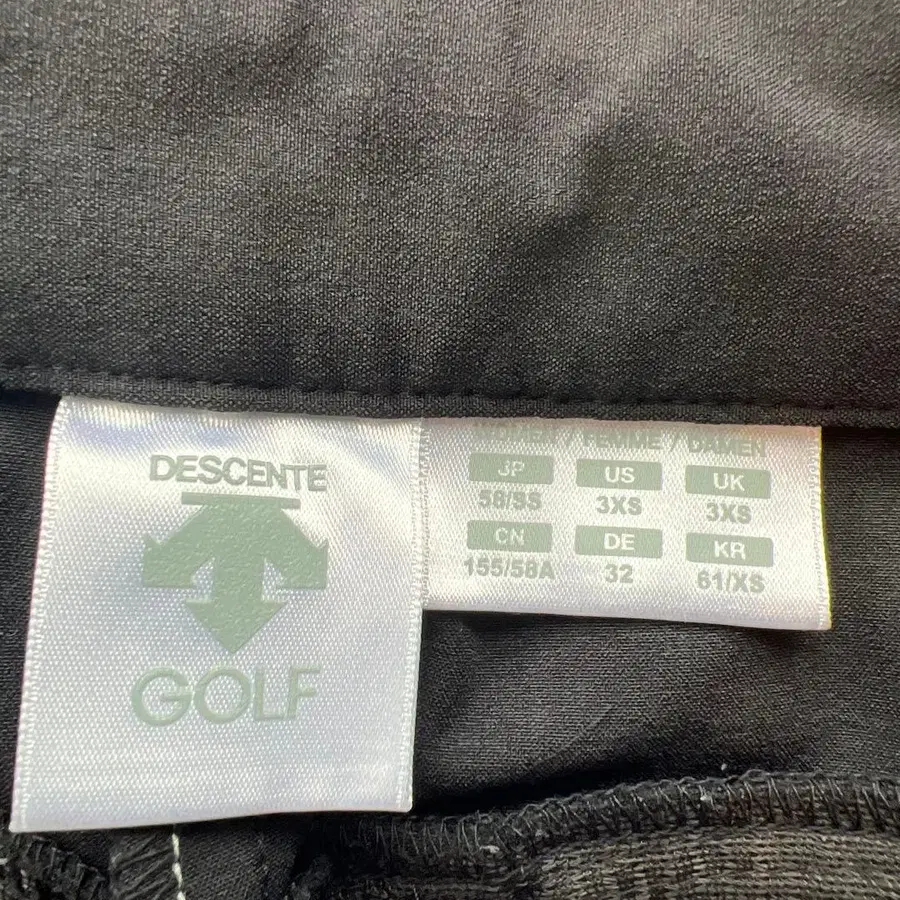 DESCENTE
GOLF
WOMEN / FEMME / DAMEN
JP US UK
58/SS 3XS 3XS
CN DE KR
155/58A 32 61/XS